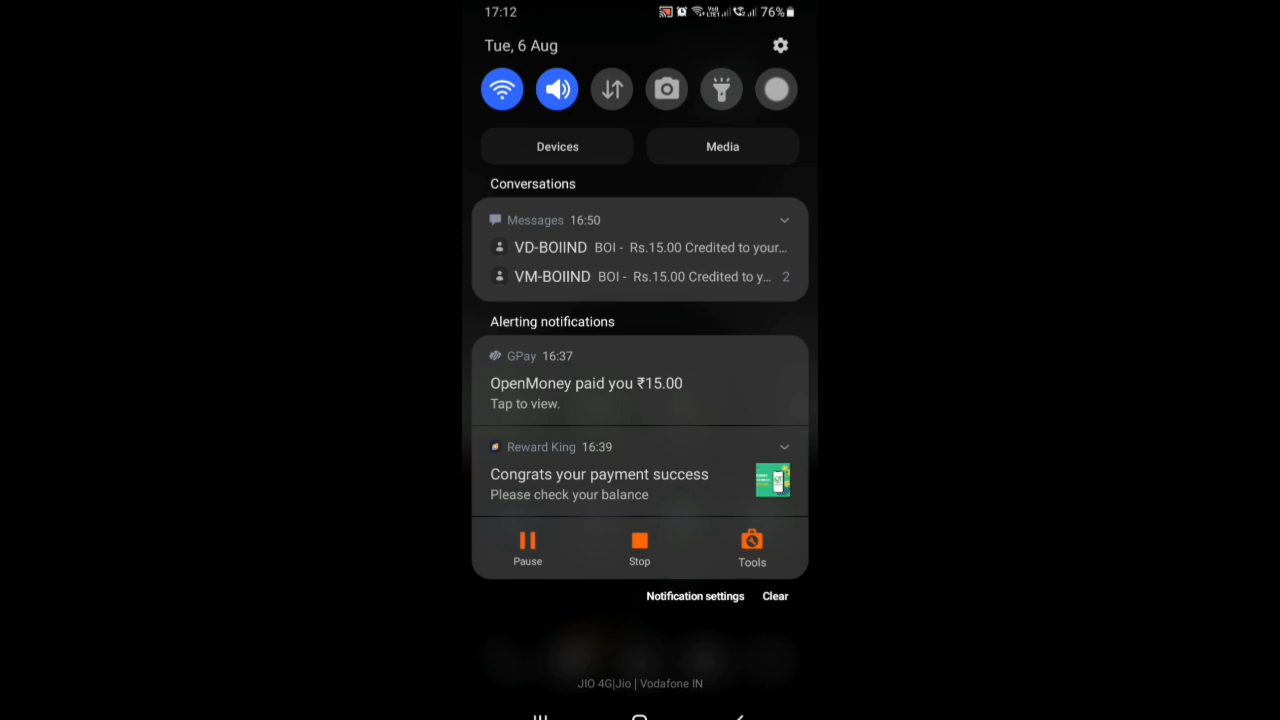 17:12 76%
Tue, 6 Aug
Devices Media
Conversations
Messages 16:50
VD-BOIIND BOI - Rs.15.00 Credited to your...
VM-BOIIND BOI - Rs.15.00 Credited to y... 2
Alerting notifications
GPay 16:37
OpenMoney paid you ₹15.00
Tap to view.
Reward King 16:39
Congrats your payment success
Please check your balance
Pause Stop Tools
Notification settings Clear
JIO 4G|Jio | Vodafone IN